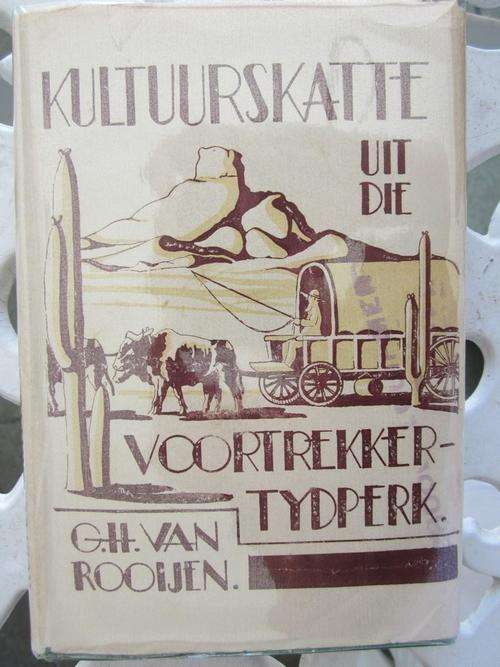 KULTUURSKATTE
UIT
DIE
VOORTREKKER-
TYDPERK.
G.H. VAN
ROOIJEN.